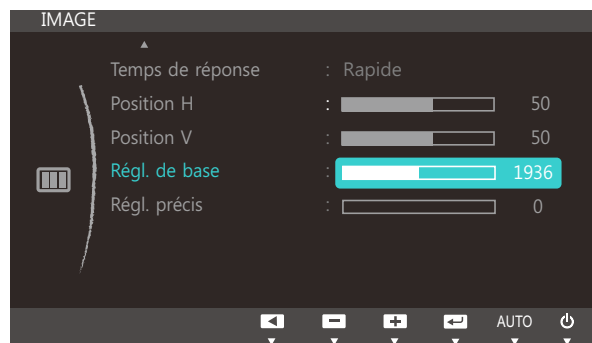 IMAGE
Temps de réponse : Rapide
Position H : 50
Position V : 50
Régl. de base : 1936
Régl. précis : 0
AUTO